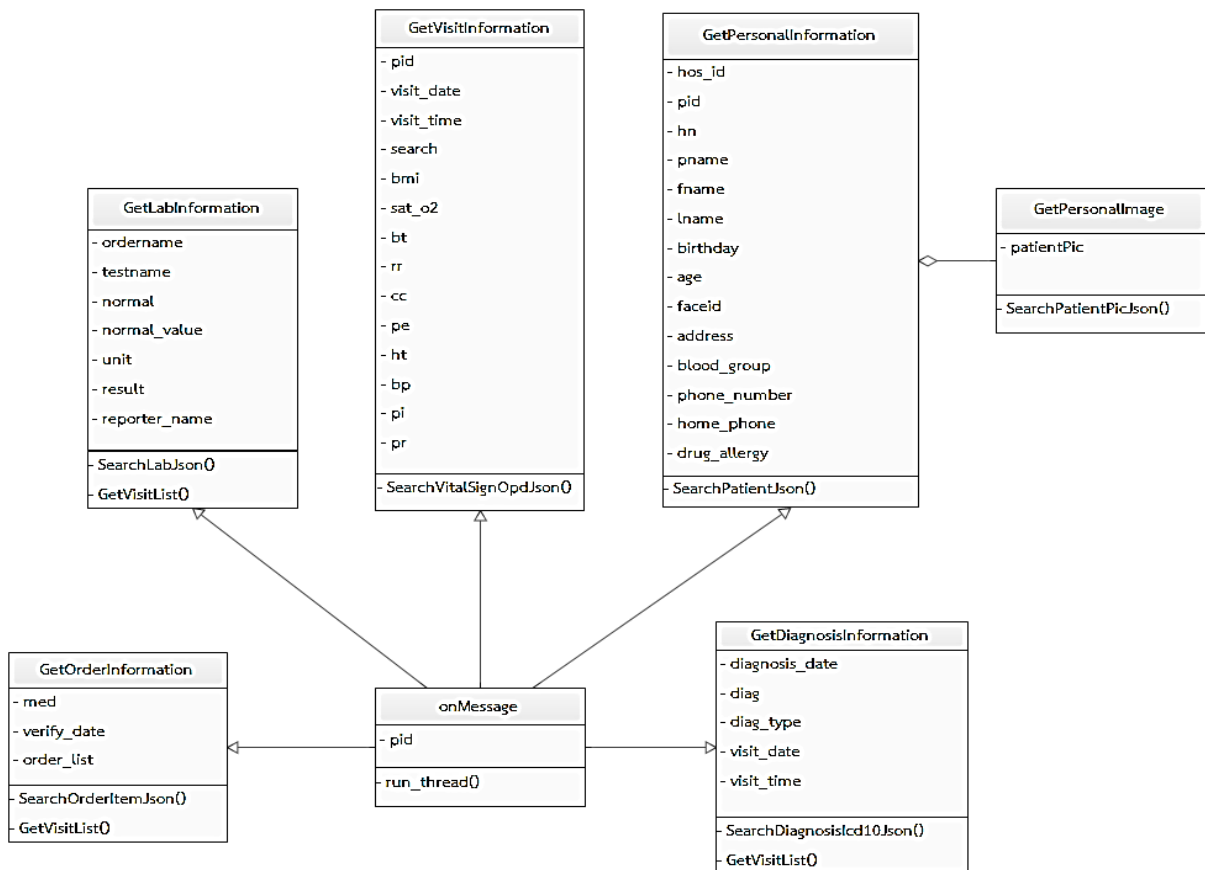 GetVisitInformation
- pid
- visit_date
- visit_time
- search
- bmi
- sat_o2
- bt
- rr
- cc
- pe
- ht
- bp
- pi
- pr
- SearchVitalSignOpdJson()
GetPersonalInformation
- hos_id
- pid
- hn
- pname
- fname
- lname
- birthday
- age
- faceid
- address
- blood_group
- phone_number
- home_phone
- drug_allergy
- SearchPatientJson()
GetLabInformation
- ordername
- testname
- normal
- normal_value
- unit
- result
- reporter_name
- SearchLabJson()
- GetVisitList()
GetPersonalImage
- patientPic
- SearchPatientPicJson()
GetOrderInformation
- med
- verify_date
- order_list
- SearchOrderItemJson()
- GetVisitList()
onMessage
- pid
- run_thread()
GetDiagnosisInformation
- diagnosis_date
- diag
- diag_type
- visit_date
- visit_time
- SearchDiagnosisIcd10Json()
- GetVisitList()